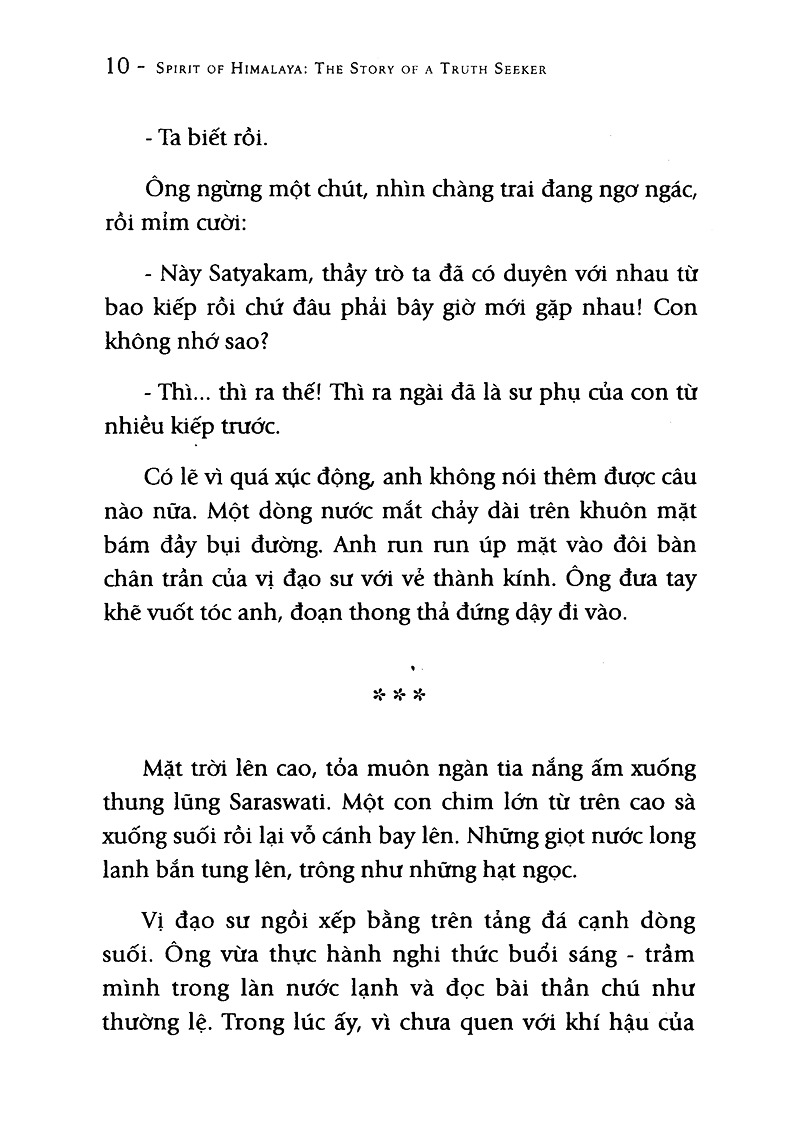 10 - Spirit of Himalaya: The Story of a Truth Seeker
- Ta biết rồi.
Ông ngừng một chút, nhìn chàng trai đang ngơ ngác,
rồi mỉm cười:
- Này Satyakam, thầy trò ta đã có duyên với nhau từ
bao kiếp rồi chứ đâu phải bây giờ mới gặp nhau! Con
không nhớ sao?
- Thì... thì ra thế! Thì ra ngài đã là sư phụ của con từ
nhiều kiếp trước.
Có lẽ vì quá xúc động, anh không nói thêm được câu
nào nữa. Một dòng nước mắt chảy dài trên khuôn mặt
bám đầy bụi đường. Anh run run úp mặt vào đôi bàn
chân trần của vị đạo sư với vẻ thành kính. Ông đưa tay
khẽ vuốt tóc anh, đoạn thong thả đứng dậy đi vào.
***
Mặt trời lên cao, tỏa muôn ngàn tia nắng ấm xuống
thung lũng Saraswati. Một con chim lớn từ trên cao sà
xuống suối rồi lại vỗ cánh bay lên. Những giọt nước long
lanh bắn tung lên, trông như những hạt ngọc.
Vị đạo sư ngồi xếp bằng trên tảng đá cạnh dòng
suối. Ông vừa thực hành nghi thức buổi sáng - trầm
mình trong làn nước lạnh và đọc bài thần chú như
thường lệ. Trong lúc ấy, vì chưa quen với khí hậu của